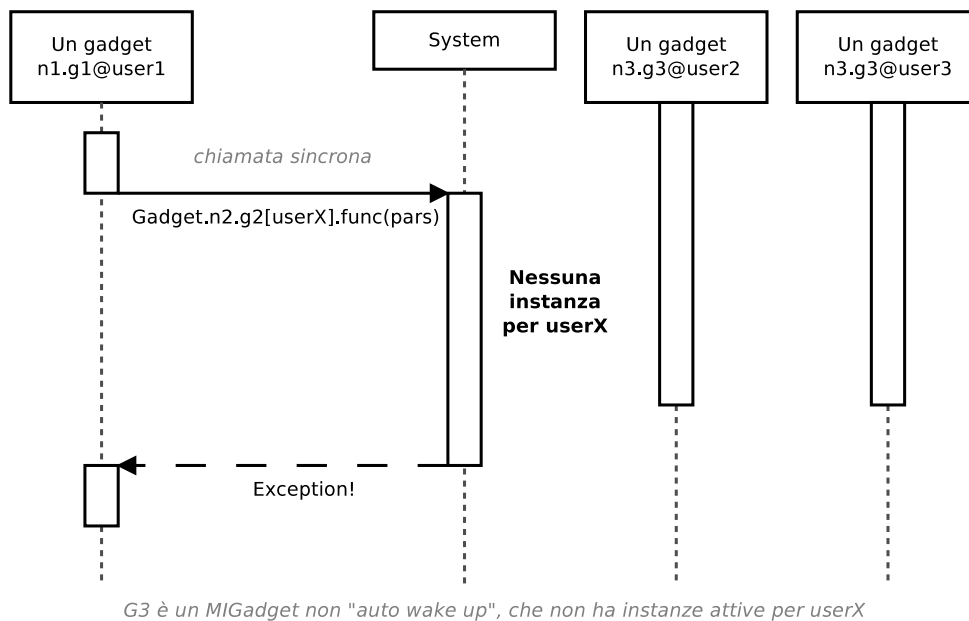 Un gadget
n1.g1@user1
System
Un gadget
n3.g3@user2
Un gadget
n3.g3@user3
chiamata sincrona
Gadget.n2.g2[userX].func(pars)
Nessuna
instanza
per userX
Exception!
G3 è un MIGadget non "auto wake up", che non ha instanze attive per userX